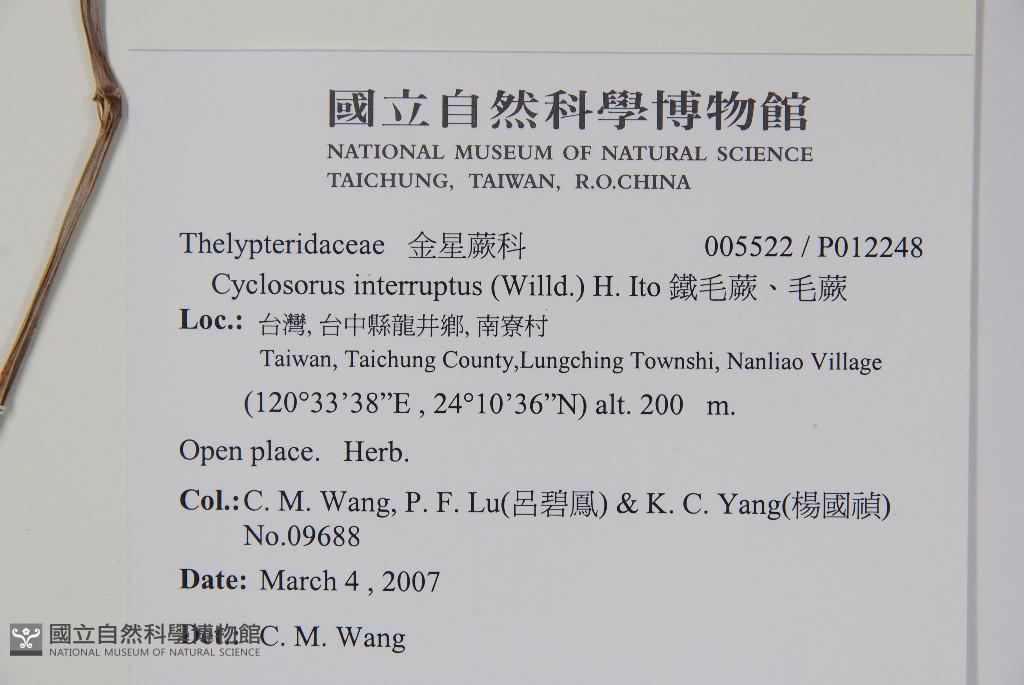 國立自然科學博物館
NATIONAL MUSEUM OF NATURAL SCIENCE
TAICHUNG, TAIWAN, R.O.CHINA
Thelypteridaceae 金星蕨科 005522 / P012248
Cyclosorus interruptus (Willd.) H. Ito 鐵毛蕨、毛蕨
Loc.: 台灣, 台中縣龍井鄉, 南寮村
Taiwan, Taichung County,Lungching Townshi, Nanliao Village
(120°33’38”E , 24°10’36”N) alt. 200 m.
Open place. Herb.
Col.: C. M. Wang, P. F. Lu(呂碧鳳) & K. C. Yang(楊國禎)
No.09688
Date: March 4 , 2007
Det.: C. M. Wang
國立自然科學博物館
NATIONAL MUSEUM OF NATURAL SCIENCE